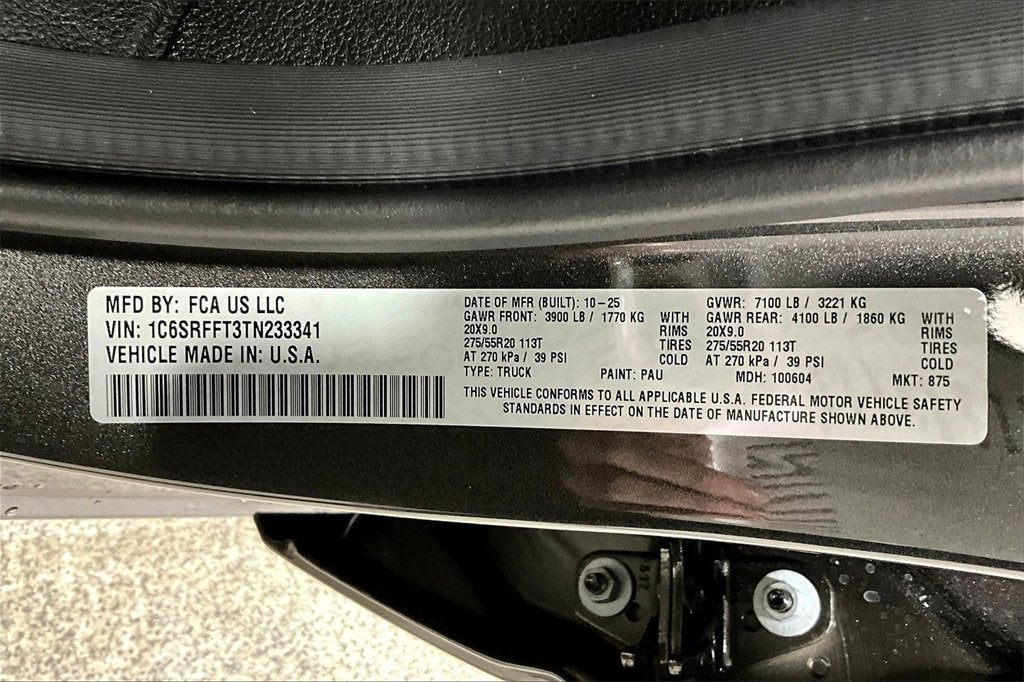 MFD BY: FCA US LLC
VIN: 1C6SRFFT3TN233341
VEHICLE MADE IN: U.S.A.
DATE OF MFR (BUILT): 10-25
GAWR FRONT: 3900 LB / 1770 KG WITH
20X9.0 RIMS
275/55R20 113T TIRES
AT 270 kPa / 39 PSI COLD
GVWR: 7100 LB / 3221 KG
GAWR REAR: 4100 LB / 1860 KG WITH
20X9.0 RIMS
275/55R20 113T TIRES
AT 270 kPa / 39 PSI COLD
TYPE: TRUCK PAINT: PAU MDH: 100604 MKT: 875
THIS VEHICLE CONFORMS TO ALL APPLICABLE U.S.A. FEDERAL MOTOR VEHICLE SAFETY
STANDARDS IN EFFECT ON THE DATE OF MANUFACTURE SHOWN ABOVE.